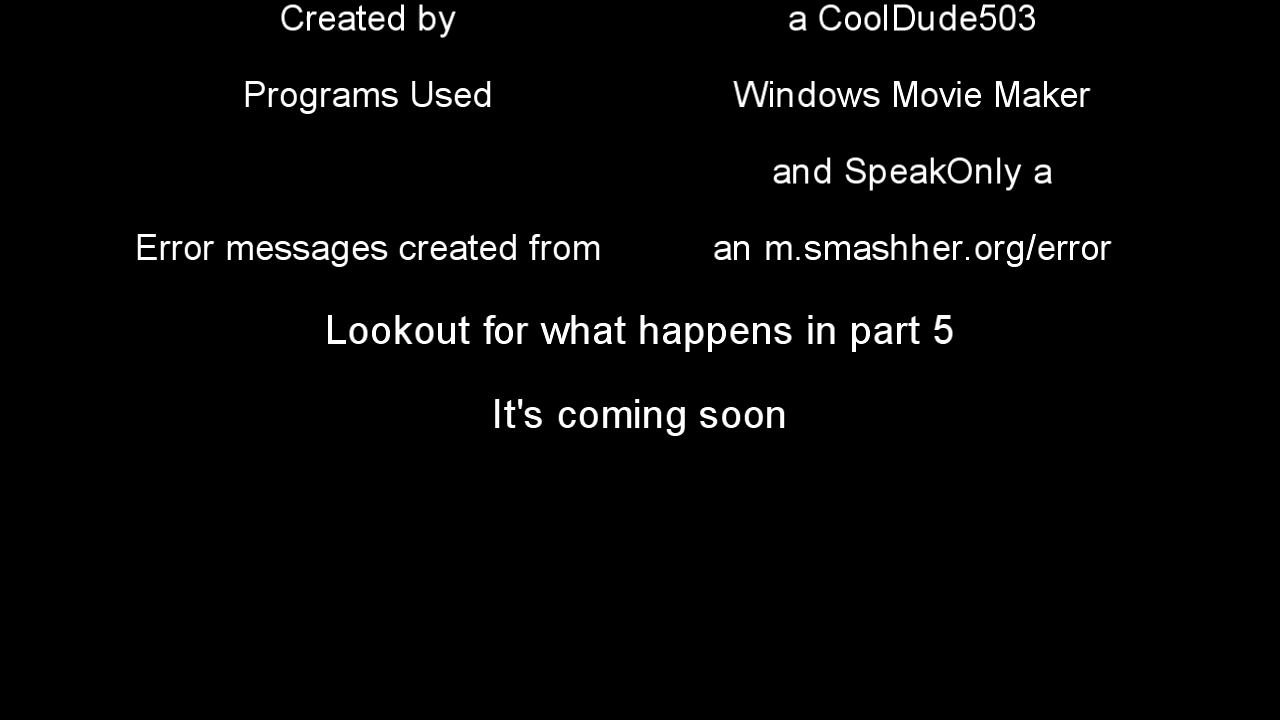 Created by a CoolDude503
Programs Used Windows Movie Maker
and SpeakOnly a
Error messages created from an m.smashher.org/error
Lookout for what happens in part 5
It's coming soon